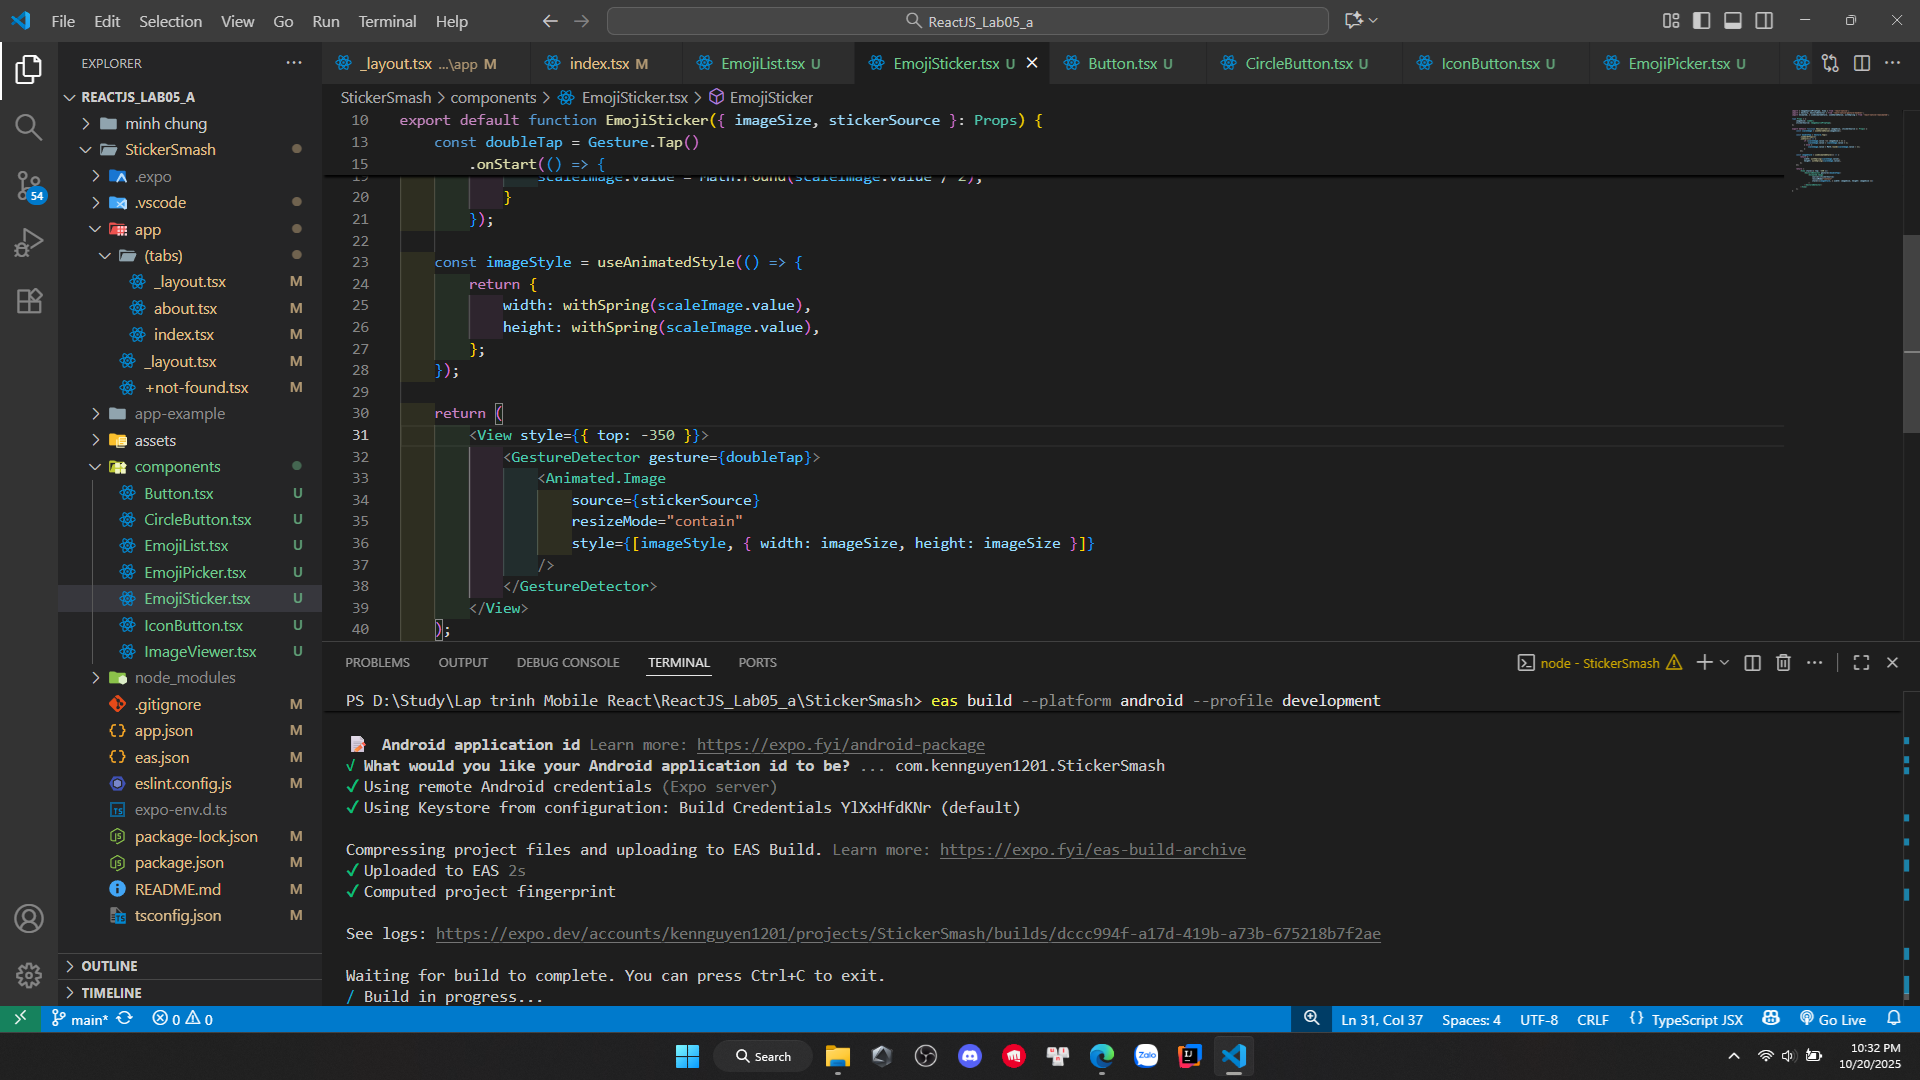 File Edit Selection View Go Run Terminal Help
ReactJS_Lab05_a
EXPLORER
REACTJS_LAB05_A
minh chung
StickerSmash
.expo
.vscode
app
(tabs)
_layout.tsx M
about.tsx M
index.tsx M
_layout.tsx M
+not-found.tsx M
app-example
assets
components
Button.tsx U
CircleButton.tsx U
EmojiList.tsx U
EmojiPicker.tsx U
EmojiSticker.tsx U
IconButton.tsx U
ImageViewer.tsx U
node_modules
.gitignore M
app.json M
eas.json M
eslint.config.js M
expo-env.d.ts
package-lock.json M
package.json M
README.md M
tsconfig.json M
OUTLINE
TIMELINE
54
_layout.tsx ...\app M index.tsx M EmojiList.tsx U EmojiSticker.tsx U Button.tsx U CircleButton.tsx U IconButton.tsx U EmojiPicker.tsx U
StickerSmash > components > EmojiSticker.tsx > EmojiSticker
10 export default function EmojiSticker({ imageSize, stickerSource }: Props) {
13 const doubleTap = Gesture.Tap()
15 .onStart(() => {
19 scaleImage.value = Math.round(scaleImage.value / 2);
20 }
21 });
22
23 const imageStyle = useAnimatedStyle(() => {
24 return {
25 width: withSpring(scaleImage.value),
26 height: withSpring(scaleImage.value),
27 };
28 });
29
30 return (
31 <View style={{ top: -350 }}>
32 <GestureDetector gesture={doubleTap}>
33 <Animated.Image
34 source={stickerSource}
35 resizeMode="contain"
36 style={[imageStyle, { width: imageSize, height: imageSize }]}
37 />
38 </GestureDetector>
39 </View>
40 );
PROBLEMS OUTPUT DEBUG CONSOLE TERMINAL PORTS
node - StickerSmash
PS D:\Study\Lap trinh Mobile React\ReactJS_Lab05_a\StickerSmash> eas build --platform android --profile development
Android application id Learn more: https://expo.fyi/android-package
√ What would you like your Android application id to be? ... com.kennguyen1201.StickerSmash
✓ Using remote Android credentials (Expo server)
✓ Using Keystore from configuration: Build Credentials YlXxHfdKNr (default)
Compressing project files and uploading to EAS Build. Learn more: https://expo.fyi/eas-build-archive
✓ Uploaded to EAS 2s
✓ Computed project fingerprint
See logs: https://expo.dev/accounts/kennguyen1201/projects/StickerSmash/builds/dccc994f-a17d-419b-a73b-675218b7f2ae
Waiting for build to complete. You can press Ctrl+C to exit.
/ Build in progress...
main* 0 0
Ln 31, Col 37 Spaces: 4 UTF-8 CRLF {} TypeScript JSX Go Live
Search
Zalo
10:32 PM
10/20/2025